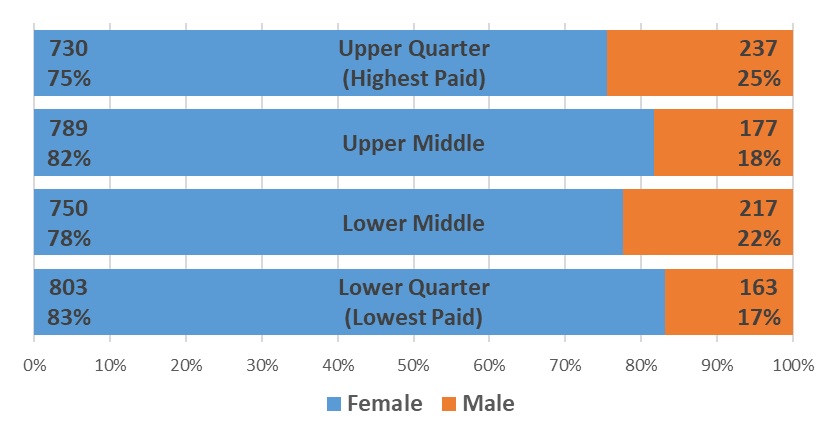 730 Upper Quarter 237
75% (Highest Paid) 25%
789 177
Upper Middle
82% 18%
750 217
Lower Middle
78% 22%
803 Lower Quarter 163
83% (Lowest Paid) 17%
0% 10% 20% 30% 40% 50% 60% 70% 80% 90% 100%
Female Male